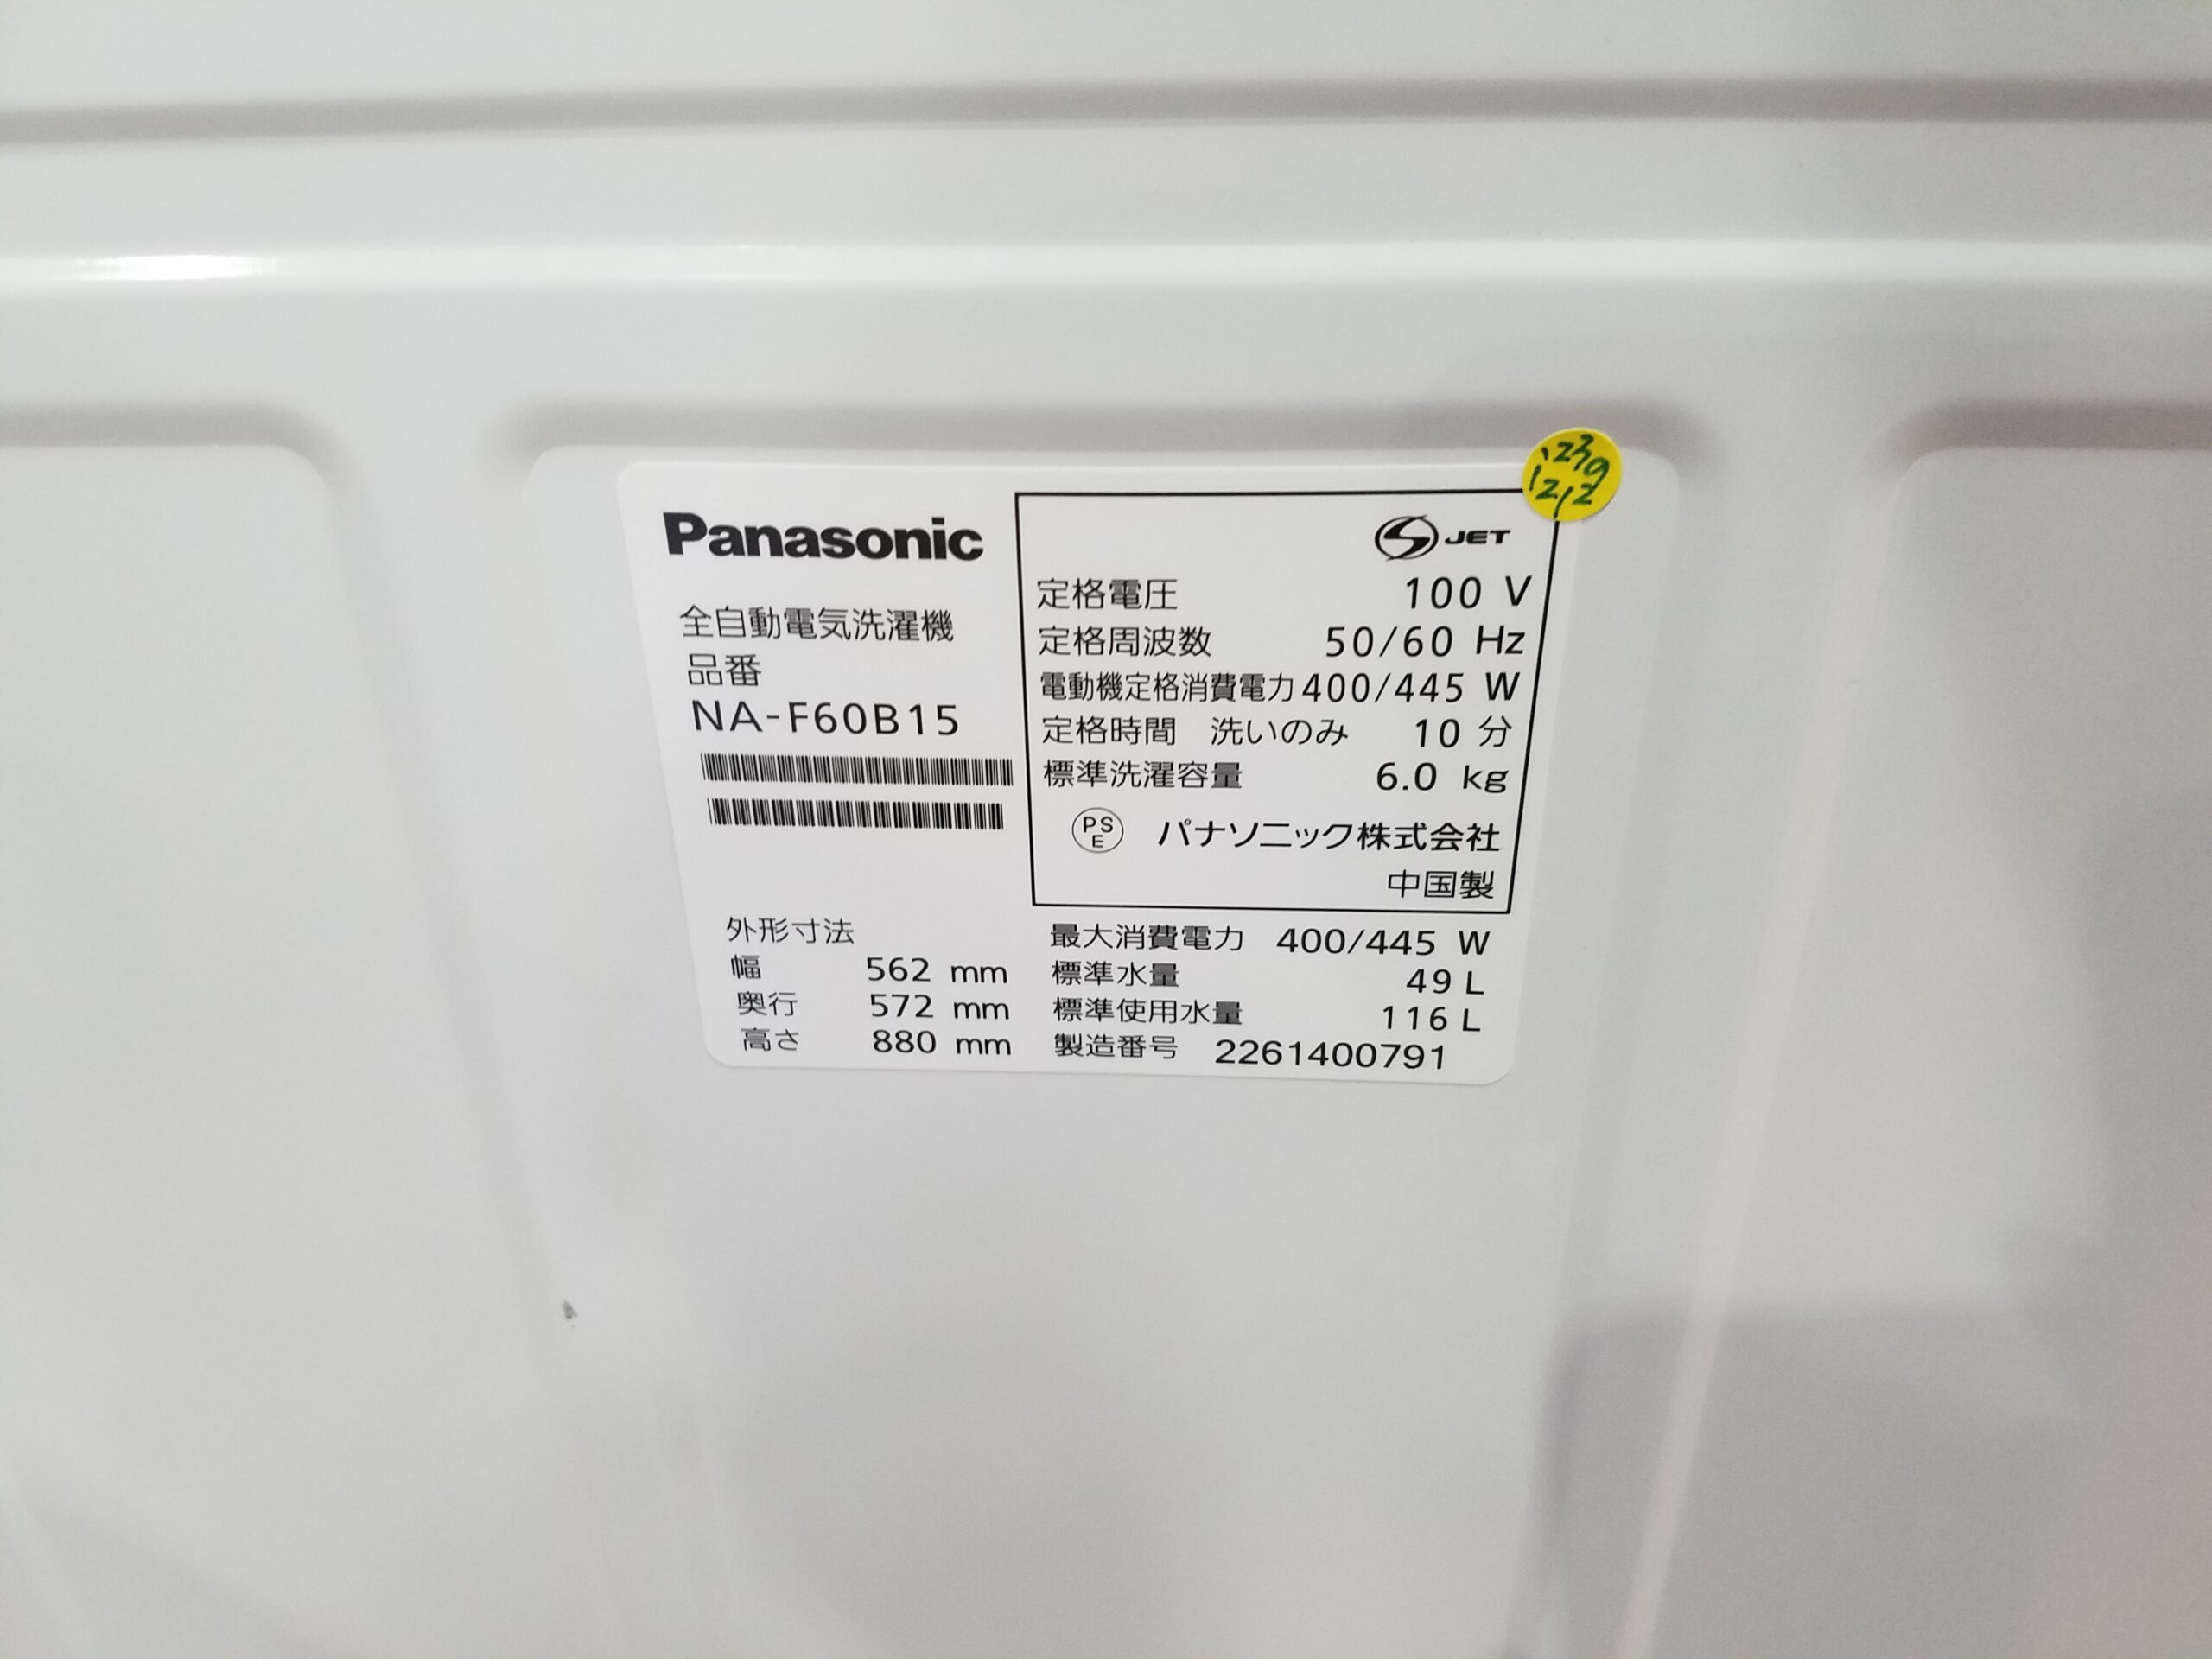 Panasonic
全自動電気洗濯機
品番
NA-F60B15
JET
定格電圧 100 V
定格周波数 50/60 Hz
電動機定格消費電力 400/445 W
定格時間 洗いのみ 10 分
標準洗濯容量 6.0 kg
PS
E
パナソニック株式会社
中国製
外形寸法
幅 562 mm
奥行 572 mm
高さ 880 mm
最大消費電力 400/445 W
標準水量 49 L
標準使用水量 116 L
製造番号 2261400791